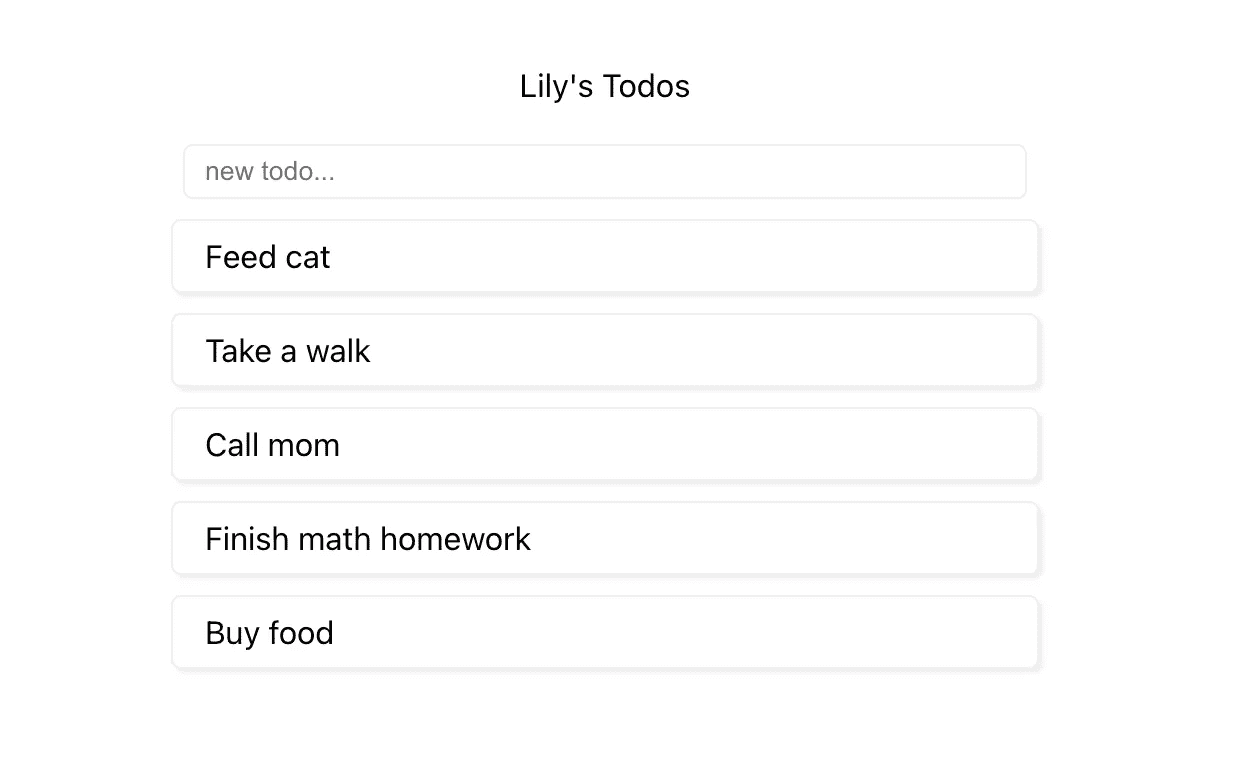 Lily's Todos
new todo...
Feed cat
Take a walk
Call mom
Finish math homework
Buy food